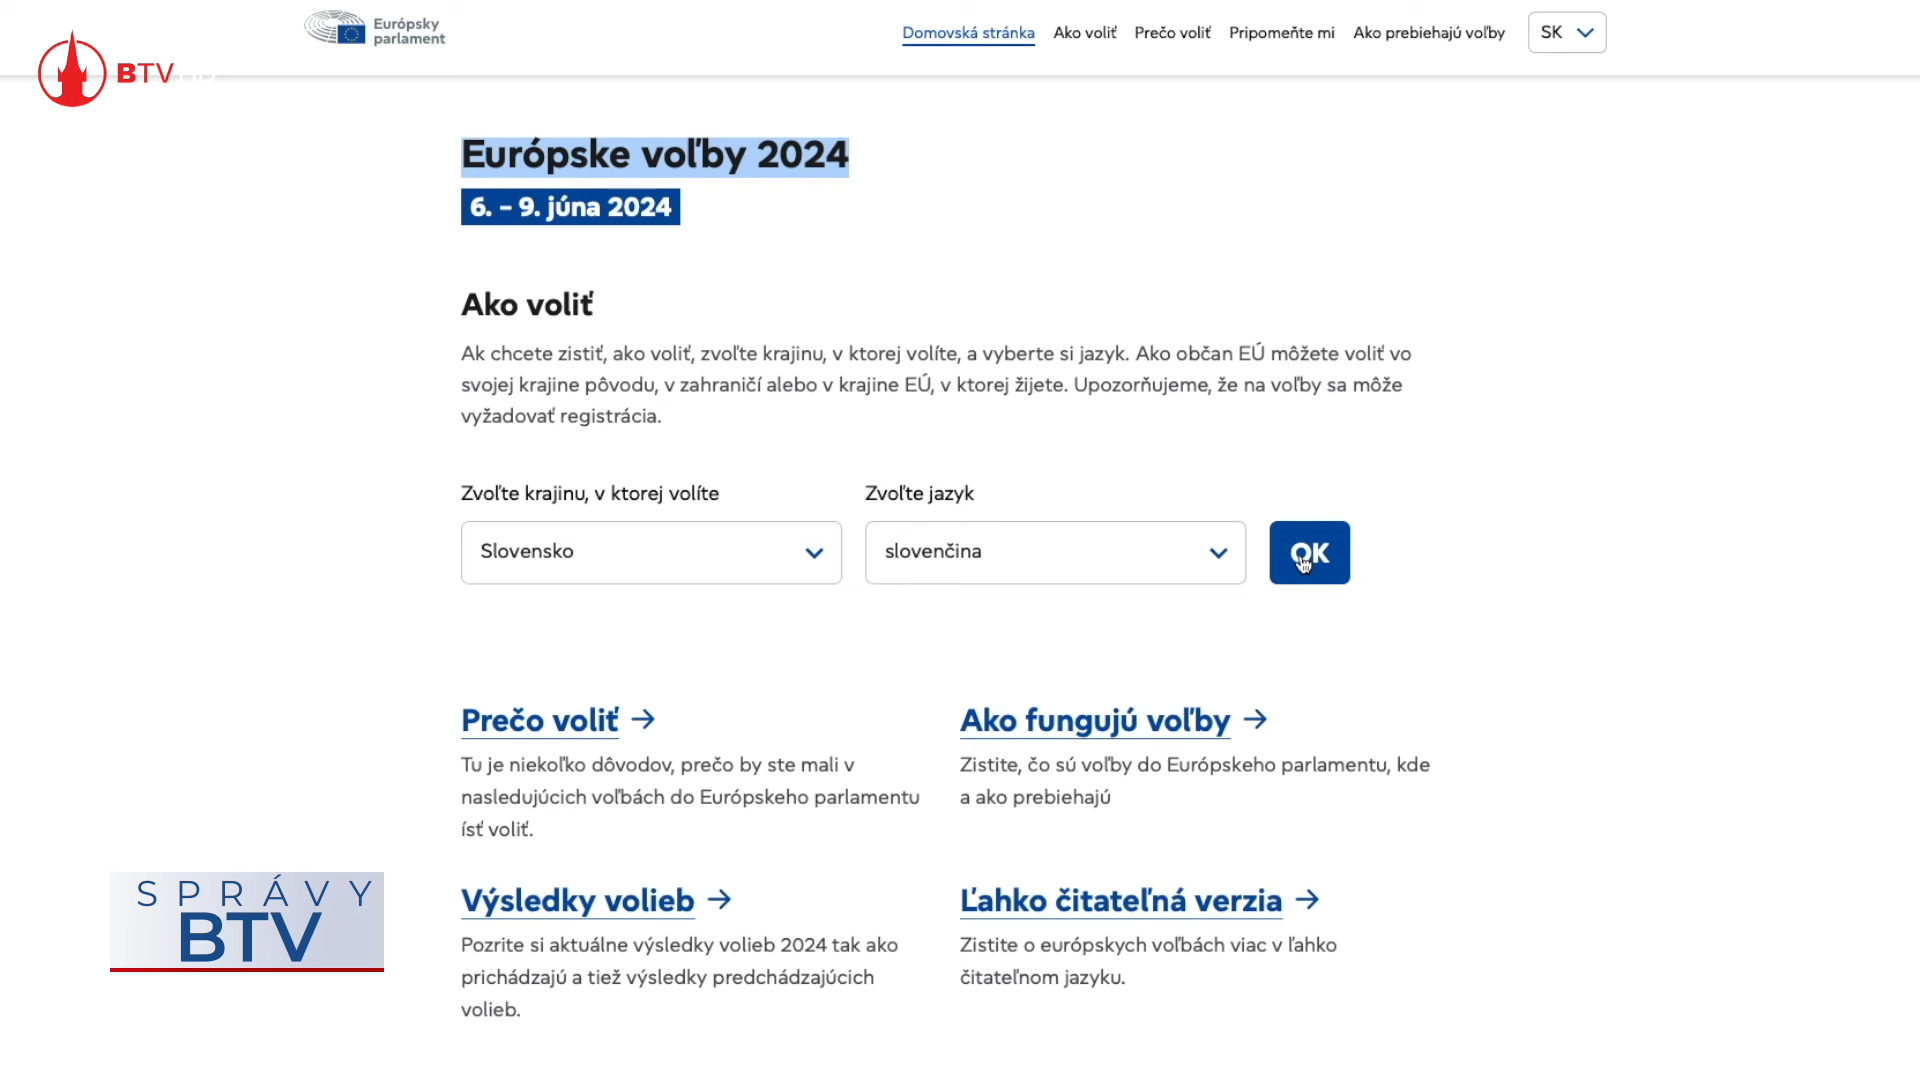 Európsky
parlament
Domovská stránka Ako voliť Prečo voliť Pripomeňte mi Ako prebiehajú voľby SK
BTV HD
Európske voľby 2024
6. – 9. júna 2024
Ako voliť
Ak chcete zistiť, ako voliť, zvoľte krajinu, v ktorej volíte, a vyberte si jazyk. Ako občan EÚ môžete voliť vo
svojej krajine pôvodu, v zahraničí alebo v krajine EÚ, v ktorej žijete. Upozorňujeme, že na voľby sa môže
vyžadovať registrácia.
Zvoľte krajinu, v ktorej volíte
Slovensko
Zvoľte jazyk
slovenčina
OK
Prečo voliť →
Tu je niekoľko dôvodov, prečo by ste mali v
nasledujúcich voľbách do Európskeho parlamentu
ísť voliť.
Ako fungujú voľby →
Zistite, čo sú voľby do Európskeho parlamentu, kde
a ako prebiehajú
Výsledky volieb →
Pozrite si aktuálne výsledky volieb 2024 tak ako
prichádzajú a tiež výsledky predchádzajúcich
volieb.
Ľahko čitateľná verzia →
Zistite o európskych voľbách viac v ľahko
čitateľnom jazyku.
SPRÁVY
BTV